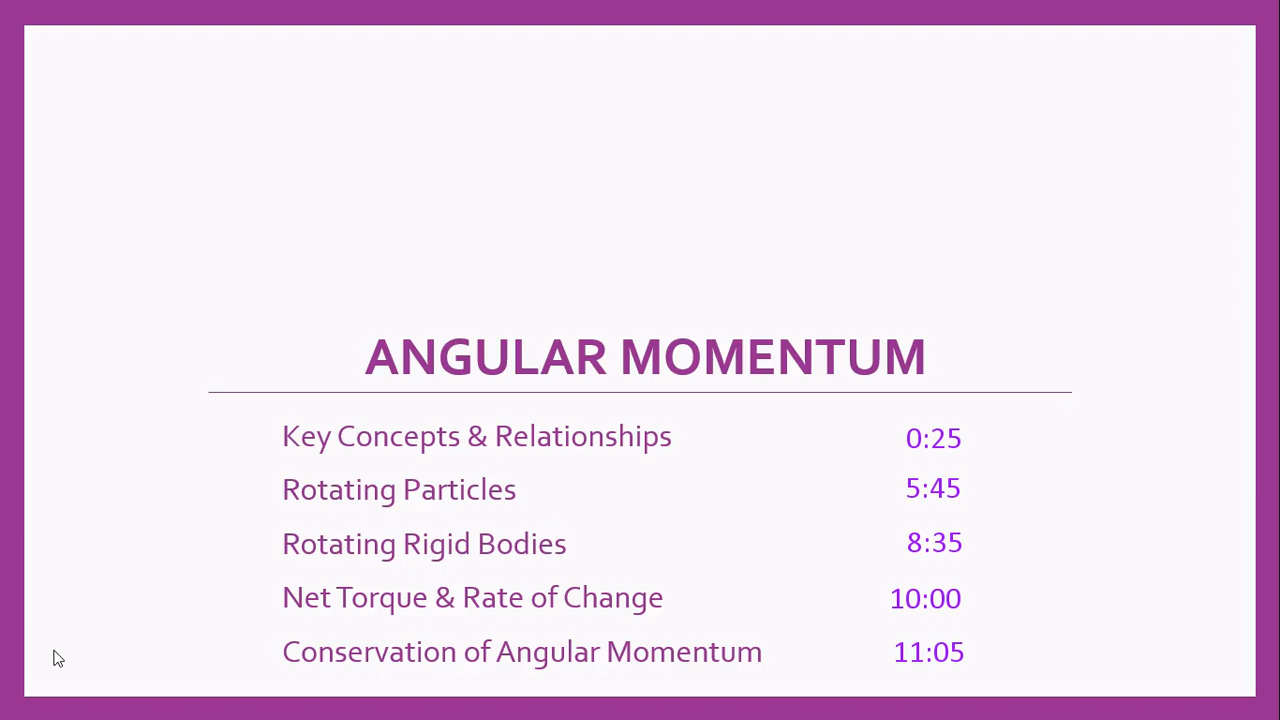 ANGULAR MOMENTUM
Key Concepts & Relationships 0:25
Rotating Particles 5:45
Rotating Rigid Bodies 8:35
Net Torque & Rate of Change 10:00
Conservation of Angular Momentum 11:05